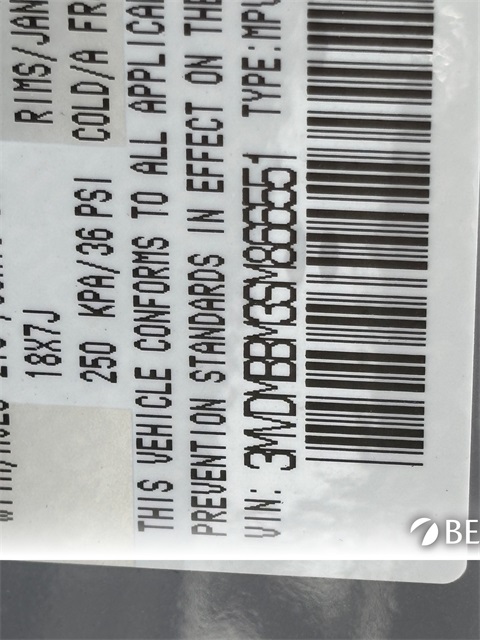 18X7J RIMS/JAN
250 KPA/36 PSI COLD/A FR
THIS VEHICLE CONFORMS TO ALL APPLICA
PREVENTION STANDARDS IN EFFECT ON THE
VIN: 3MVDMBBM3SM866551 TYPE:MPV
BE